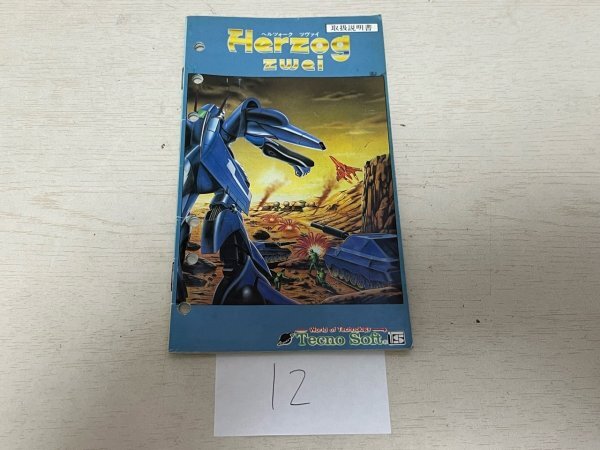 ヘルツォーク ツヴァイ
取扱説明書
Herzog
zwei
World of Technology
Tecno Soft.
12